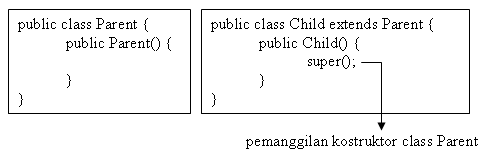 public class Parent {
public Parent() {
}
}
public class Child extends Parent {
public Child() {
super();
}
}
pemanggilan kostruktor class Parent